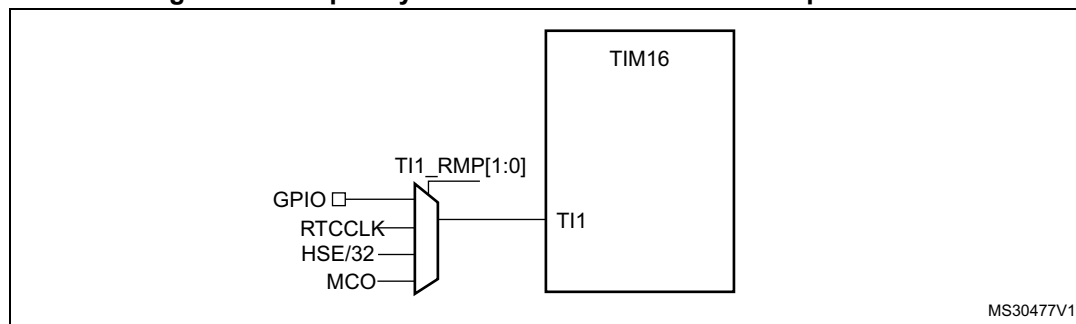 TIM16
TI1_RMP[1:0]
GPIO
RTCCLK
HSE/32
MCO
TI1
MS30477V1